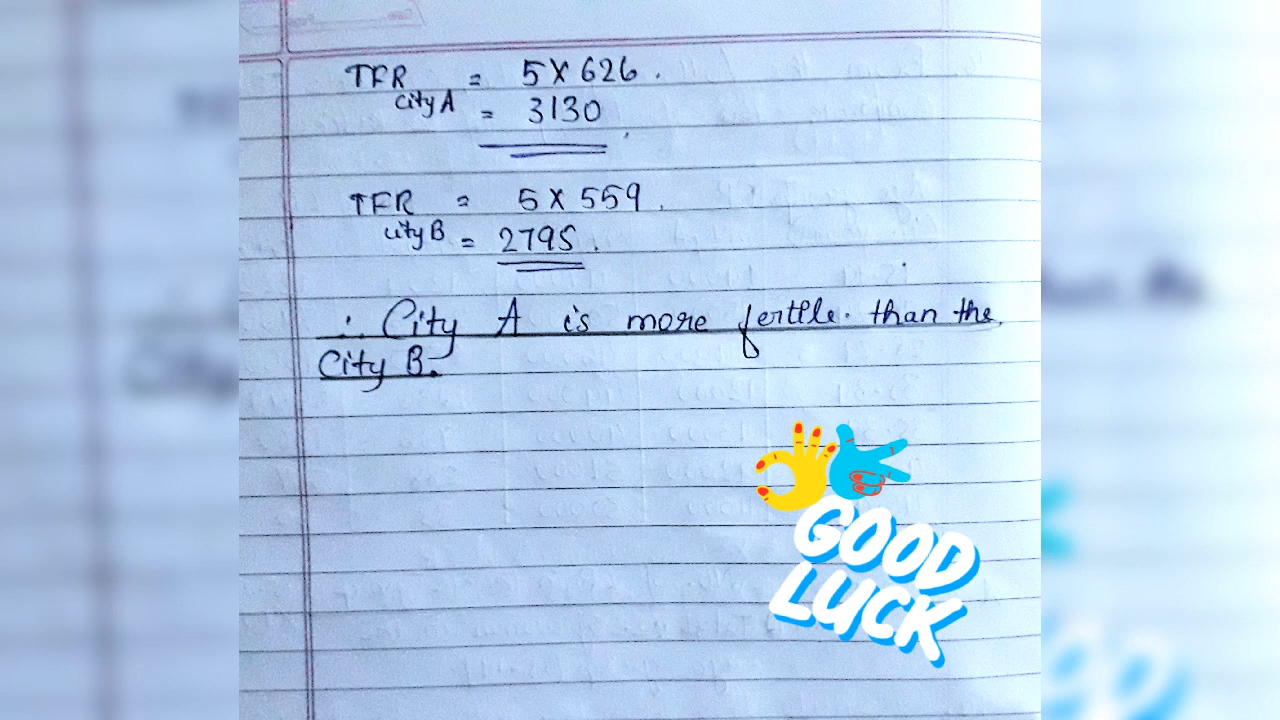 TFR = 5 X 626.
city A = 3130
TFR = 5 X 559.
city B = 2795.
∴ City A is more fertile. than the
City B.
GOOD
LUCK